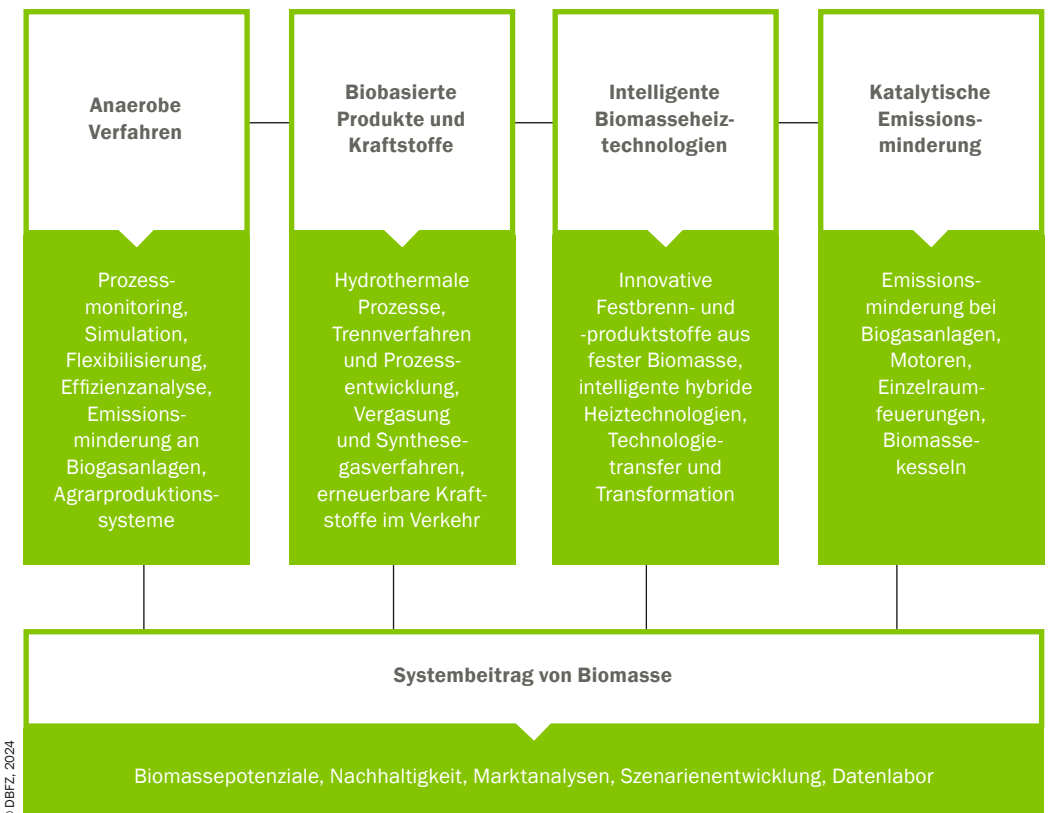 Anaerobe
Verfahren
Biobasierte
Produkte und
Kraftstoffe
Intelligente
Biomasseheiz-
technologien
Katalytische
Emissions-
minderung
Prozess-
monitoring,
Simulation,
Flexibilisierung,
Effizienzanalyse,
Emissions-
minderung an
Biogasanlagen,
Agrarproduktions-
systeme
Hydrothermale
Prozesse,
Trennverfahren
und Prozess-
entwicklung,
Vergasung
und Synthese-
gasverfahren,
erneuerbare Kraft-
stoffe im Verkehr
Innovative
Festbrenn- und
-produktstoffe aus
fester Biomasse,
intelligente hybride
Heiztechnologien,
Technologie-
transfer und
Transformation
Emissions-
minderung bei
Biogasanlagen,
Motoren,
Einzelraum-
feuerungen,
Biomasse-
kesseln
Systembeitrag von Biomasse
Biomassepotenziale, Nachhaltigkeit, Marktanalysen, Szenarienentwicklung, Datenlabor
© DBFZ, 2024